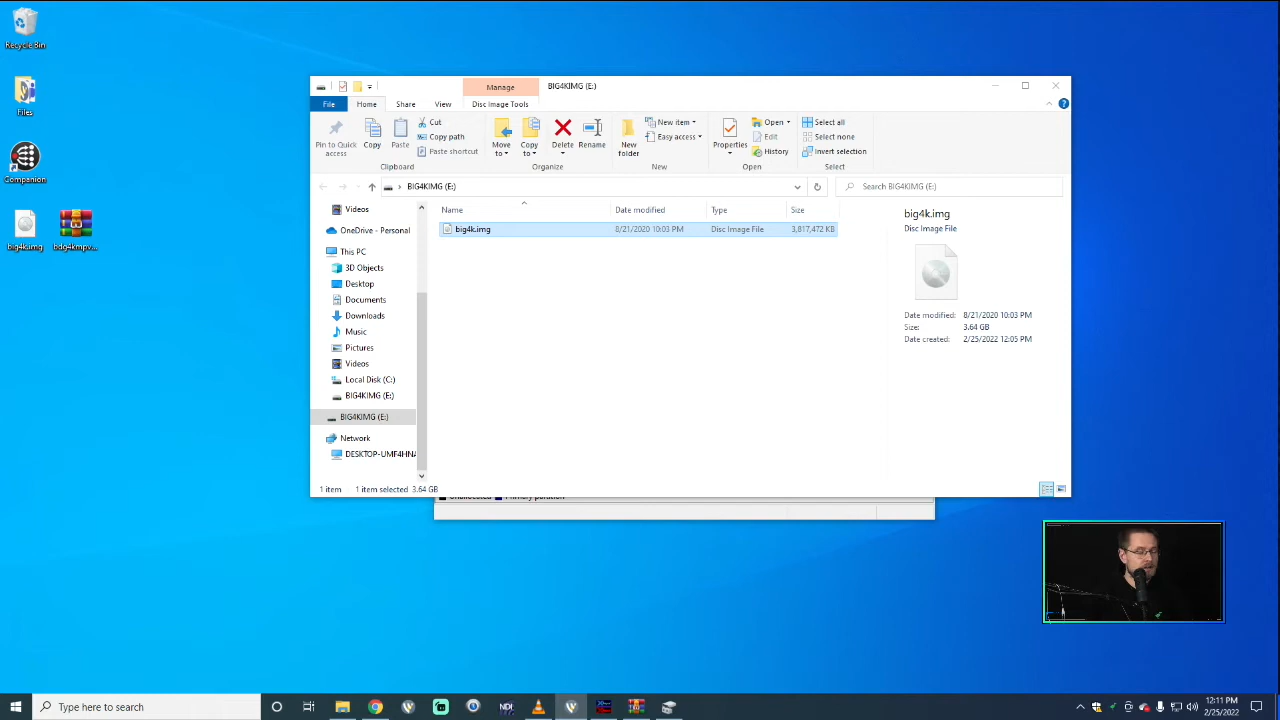 Recycle Bin
Files
Companion
big4k.img
bdg4kmpv...
Manage
BIG4KIMG (E:)
File
Home
Share
View
Disc Image Tools
Pin to Quick
access
Copy
Paste
Cut
Copy path
Paste shortcut
Clipboard
Move
to
Copy
to
Delete
Rename
Organize
New
folder
New item
Easy access
New
Properties
Open
Edit
History
Open
Select all
Select none
Invert selection
Select
BIG4KIMG (E:)
Search BIG4KIMG (E:)
Videos
OneDrive - Personal
This PC
3D Objects
Desktop
Documents
Downloads
Music
Pictures
Videos
Local Disk (C:)
BIG4KIMG (E:)
BIG4KIMG (E:)
Network
DESKTOP-UMF4HNA
Name
Date modified
Type
Size
big4k.img
8/21/2020 10:03 PM
Disc Image File
3,817,472 KB
big4k.img
Disc Image File
Date modified: 8/21/2020 10:03 PM
Size: 3.64 GB
Date created: 2/25/2022 12:05 PM
1 item
1 item selected 3.64 GB
Unallocated
Primary partition
Type here to search
NDI
12:11 PM
2/25/2022